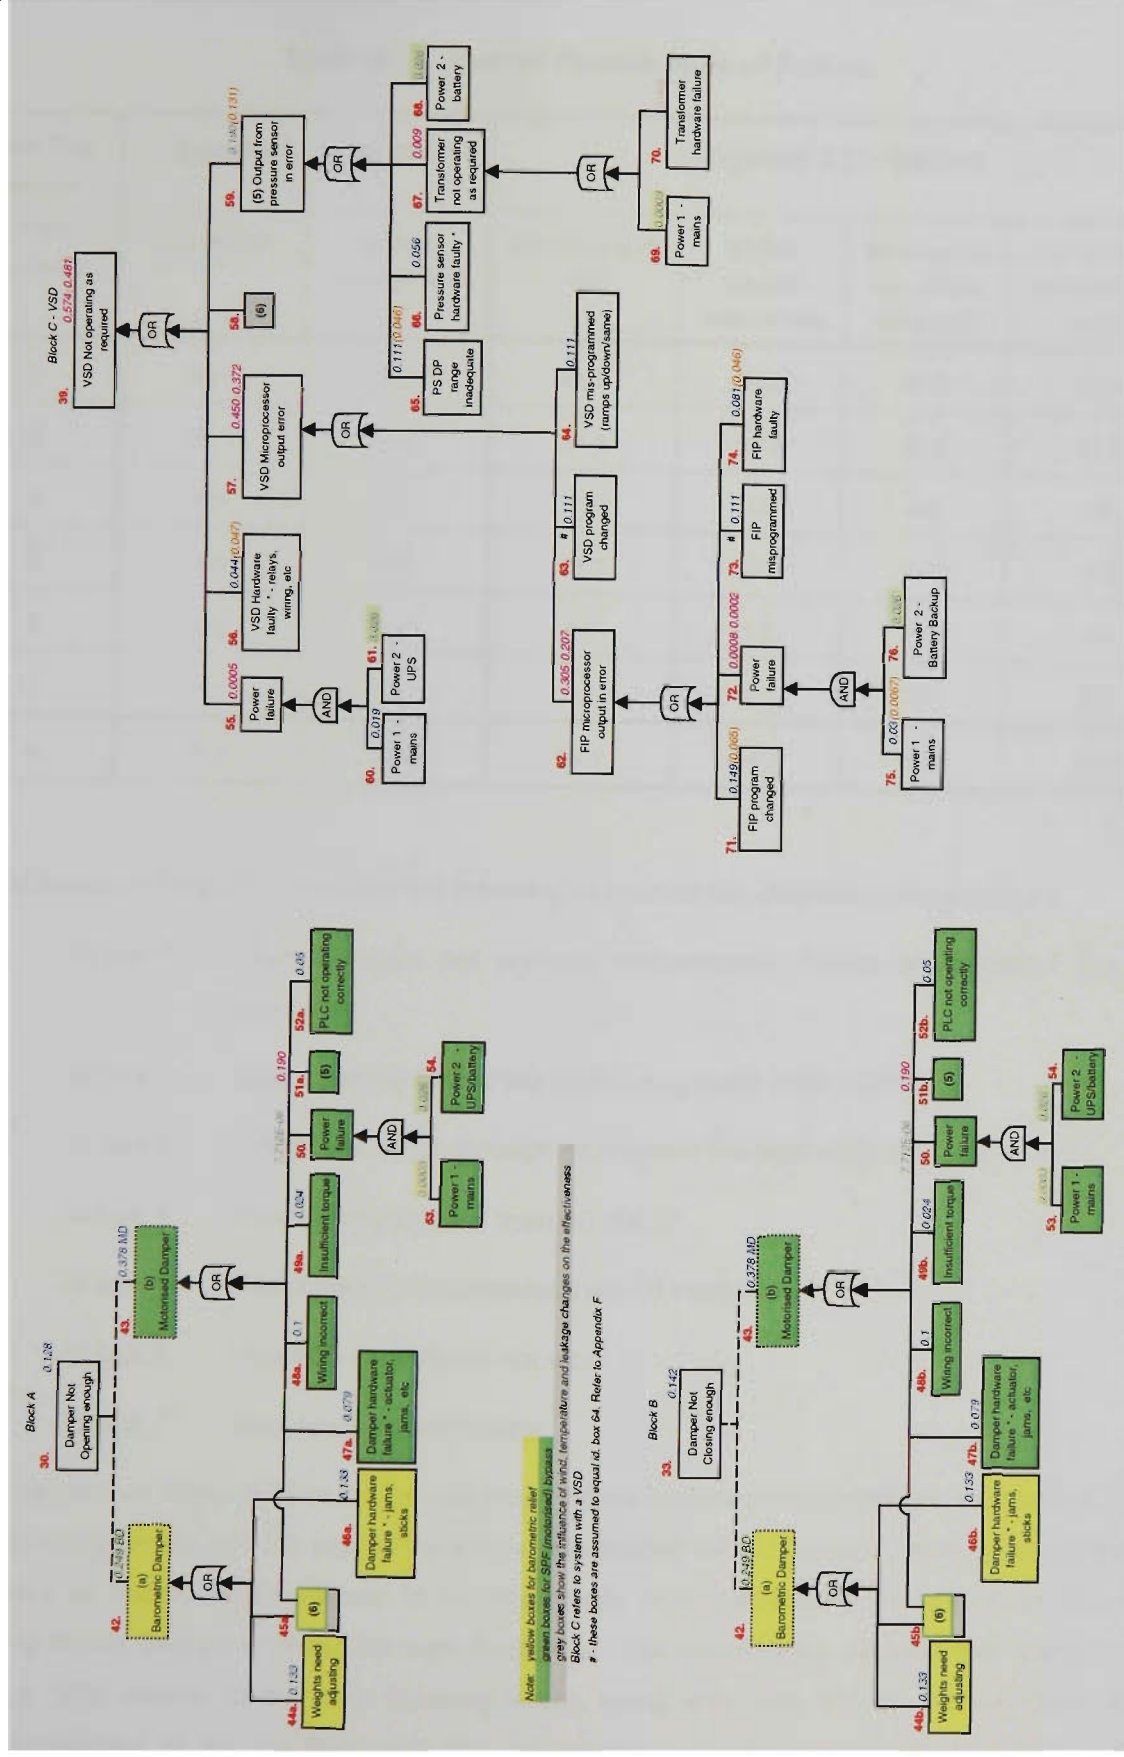 Block A
30.
0.128
Damper Not
Opening enough
42.
0.249 BD
(a)
Barometric Damper
43.
0.378 MD
(b)
Motorised Damper
OR
OR
44a.
0.133
Weights need
adjusting
45a
(6)
46a.
0.133
Damper hardware
failure * - jams,
sticks
47a.
0.079
Damper hardware
failure * - actuator,
jams, etc
48a.
0.1
Wiring incorrect
49a.
0.024
Insufficient torque
50.
Power
failure
51a.
0.190
(5)
52a.
0.05
PLC not operating
correctly
AND
53.
0.0003
Power 1 -
mains
54.
0.026
Power 2 -
UPS/battery
Note: yellow boxes for barometric relief
green boxes for SPF (motorised) bypass
grey boxes show the influence of wind, temperature and leakage changes on the effectiveness
Block C refers to system with a VSD
# - these boxes are assumed to equal id. box 64. Refer to Appendix F
Block B
33.
0.142
Damper Not
Closing enough
42.
0.249 BD
(a)
Barometric Damper
43.
0.378 MD
(b)
Motorised Damper
OR
OR
44b.
0.133
Weights need
adjusting
45b
(6)
46b.
0.133
Damper hardware
failure * - jams,
sticks
47b.
0.079
Damper hardware
failure * - actuator,
jams, etc
48b.
0.1
Wiring incorrect
49b.
0.024
Insufficient torque
50.
Power
failure
51b.
0.190
(5)
52b.
0.05
PLC not operating
correctly
AND
53.
0.0003
Power 1 -
mains
54.
0.026
Power 2 -
UPS/battery
Block C - VSD
39.
0.574 0.481
VSD Not operating as
required
OR
55.
0.0005
Power
failure
56.
0.044(0.047)
VSD Hardware
faulty * - relays,
wiring, etc
57.
0.450 0.372
VSD Microprocessor
output error
58.
(6)
59.
(0.131)
(5) Output from
pressure sensor
in error
AND
OR
OR
60.
0.019
Power 1 -
mains
61.
Power 2 -
UPS
65.
0.111(0.046)
PS DP
range
inadequate
66.
0.056
Pressure sensor
hardware faulty *
67.
0.009
Transformer
not operating
as required
68.
0.026
Power 2 -
battery
OR
69.
0.0003
Power 1 -
mains
70.
Transformer
hardware failure
62.
0.305 0.207
FIP microprocessor
output in error
63.
# 0.111
VSD program
changed
64.
0.111
VSD mis-programmed
(ramps up/down/same)
OR
71.
0.149(0.065)
FIP program
changed
72.
0.0008 0.0002
Power
failure
73.
# 0.111
FIP
misprogrammed
74.
0.081(0.046)
FIP hardware
faulty
AND
75.
0.03(0.0067)
Power 1 -
mains
76.
0.026
Power 2 -
Battery Backup